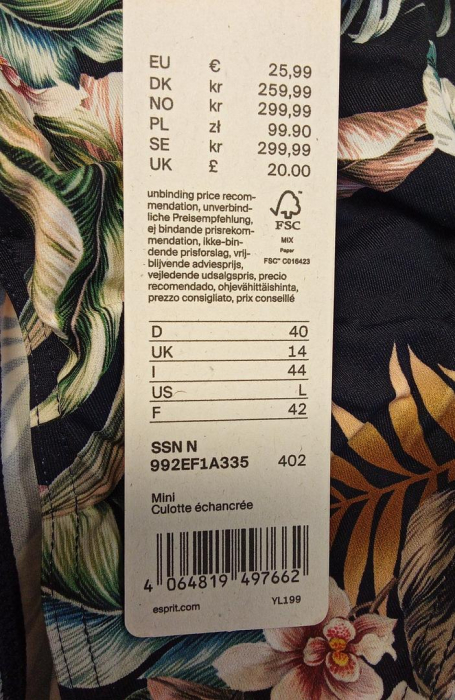 EU € 25,99
DK kr 259,99
NO kr 299,99
PL zł 99.90
SE kr 299,99
UK £ 20.00
unbinding price recom-
mendation, unverbind-
liche Preisempfehlung,
ej bindande prisrekom-
mendation, ikke-bin-
dende prisforslag, vrij-
blijvende adviesprijs,
vejledende udsalgspris, precio
recomendado, ohjevähittäishinta,
prezzo consigliato, prix conseillé
FSC
MIX
Paper
FSC® C016423
D 40
UK 14
I 44
US L
F 42
SSN N
992EF1A335 402
Mini
Culotte échancrée
4 064819 497662
esprit.com YL199